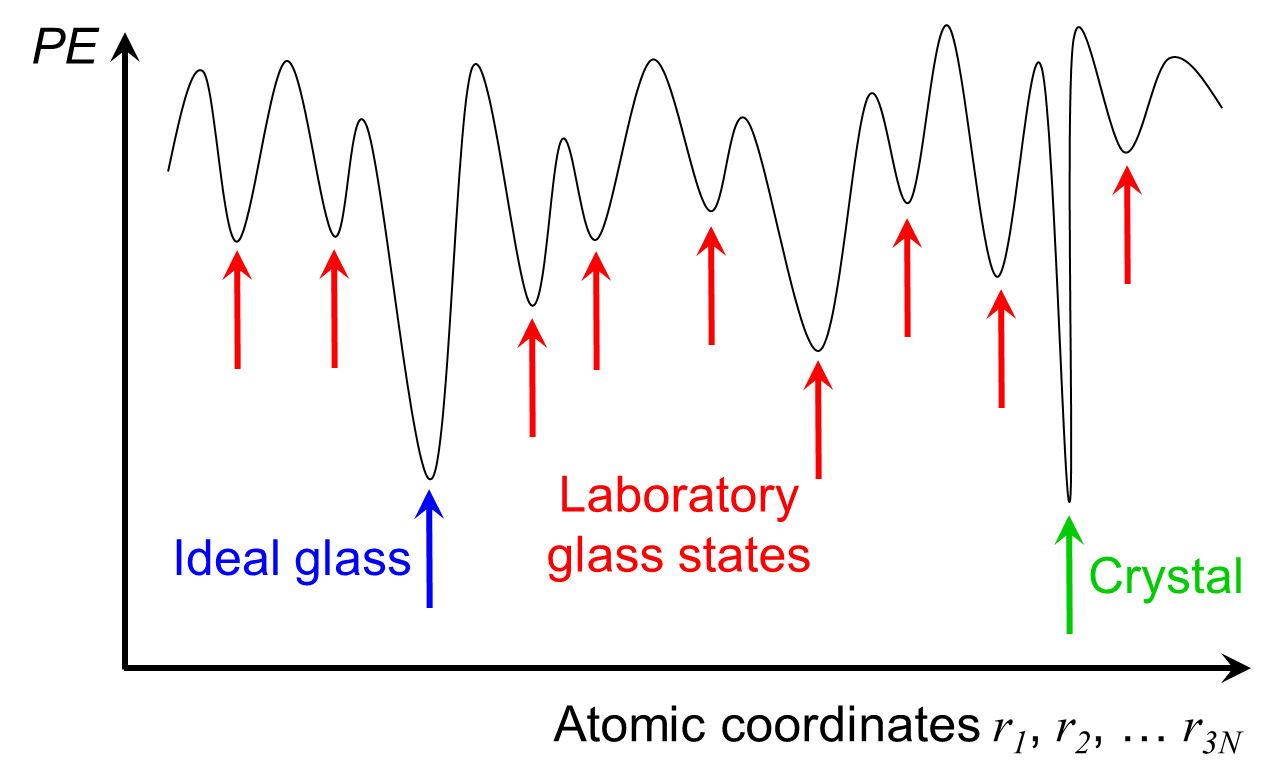 PE
Laboratory
glass states
Ideal glass
Crystal
Atomic coordinates r1, r2, … r3N